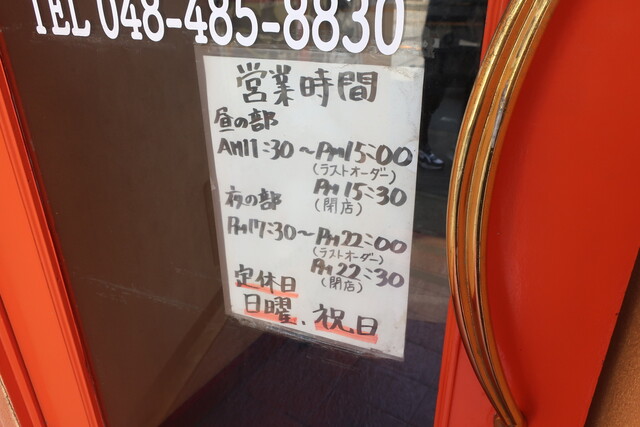 TEL 048-485-8830
営業時間
昼の部
AM11:30〜PM15:00
(ラストオーダー)
PM15:30
(閉店)
夜の部
PM17:30〜PM22:00
(ラストオーダー)
PM22:30
(閉店)
定休日
日曜、祝日